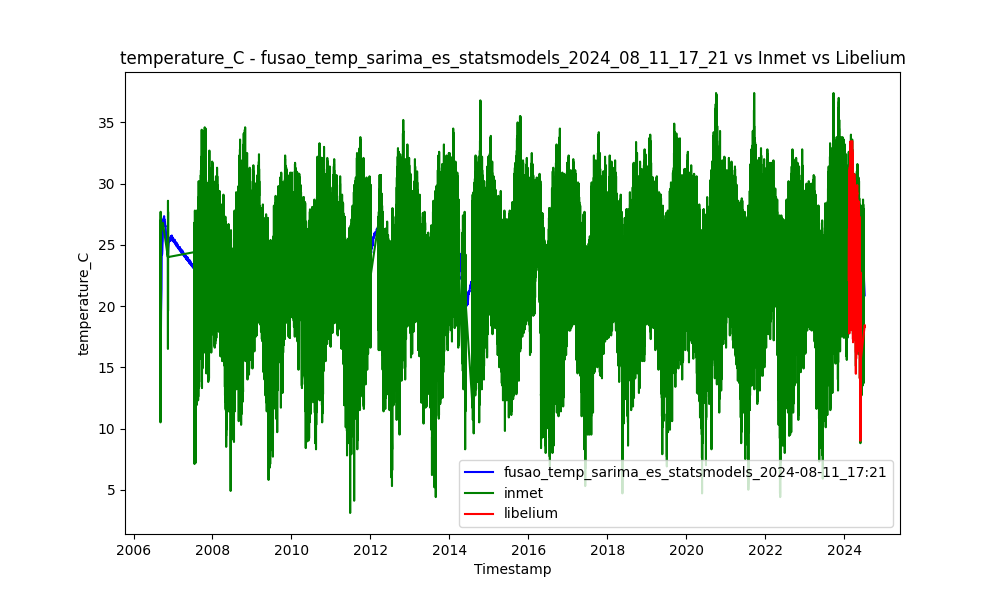 temperature_C - fusao_temp_sarima_es_statsmodels_2024_08_11_17_21 vs Inmet vs Libelium
temperature_C
35
30
25
20
15
10
5
fusao_temp_sarima_es_statsmodels_2024-08-11_17:21
inmet
libelium
2006 2008 2010 2012 2014 2016 2018 2020 2022 2024
Timestamp